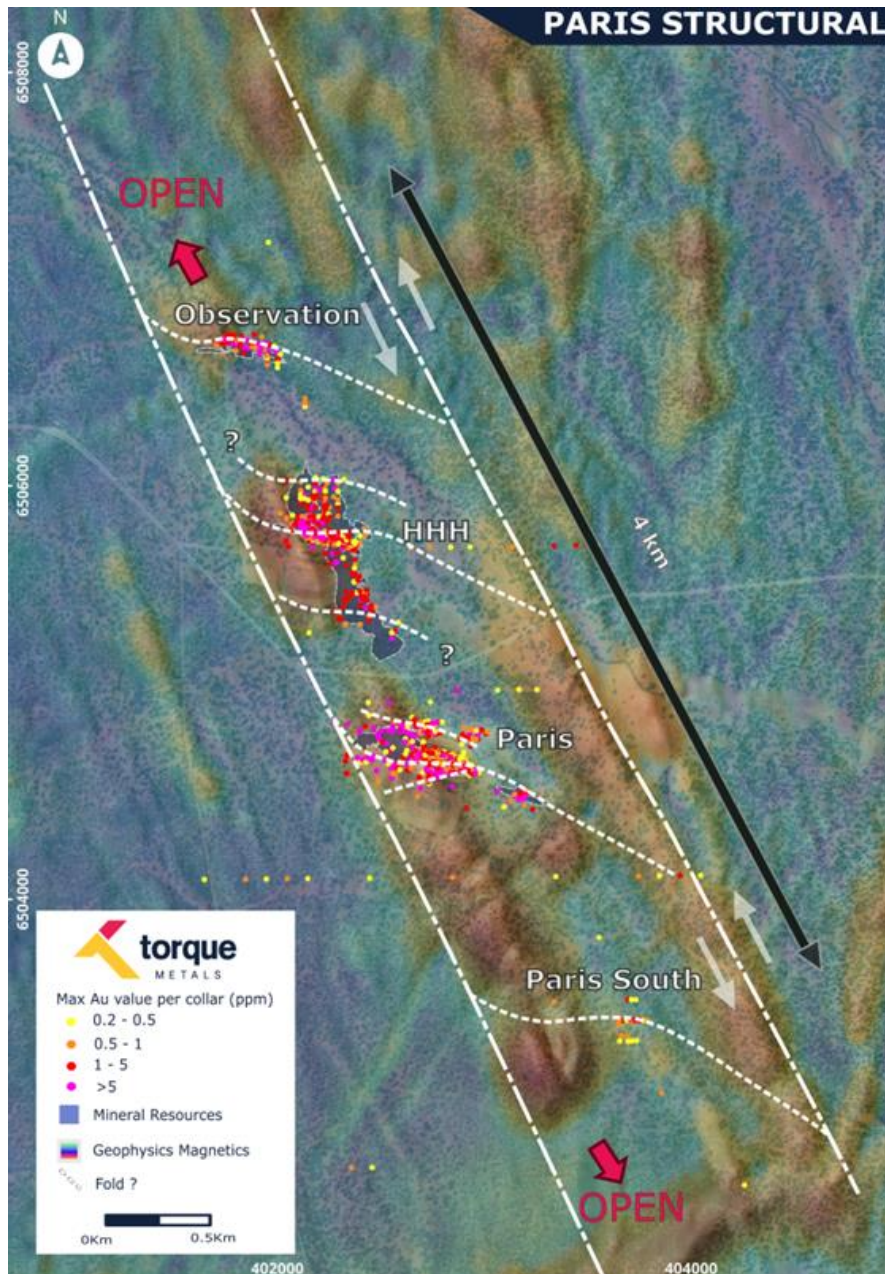 PARIS STRUCTURAL
N
6508000
OPEN
Observation
?
6506000
HHH
4 km
?
Paris
6504000
torque
METALS
Paris South
Max Au value per collar (ppm)
0.2 - 0.5
0.5 - 1
1 - 5
>5
Mineral Resources
Geophysics Magnetics
Fold ?
0Km
0.5Km
OPEN
402000
404000